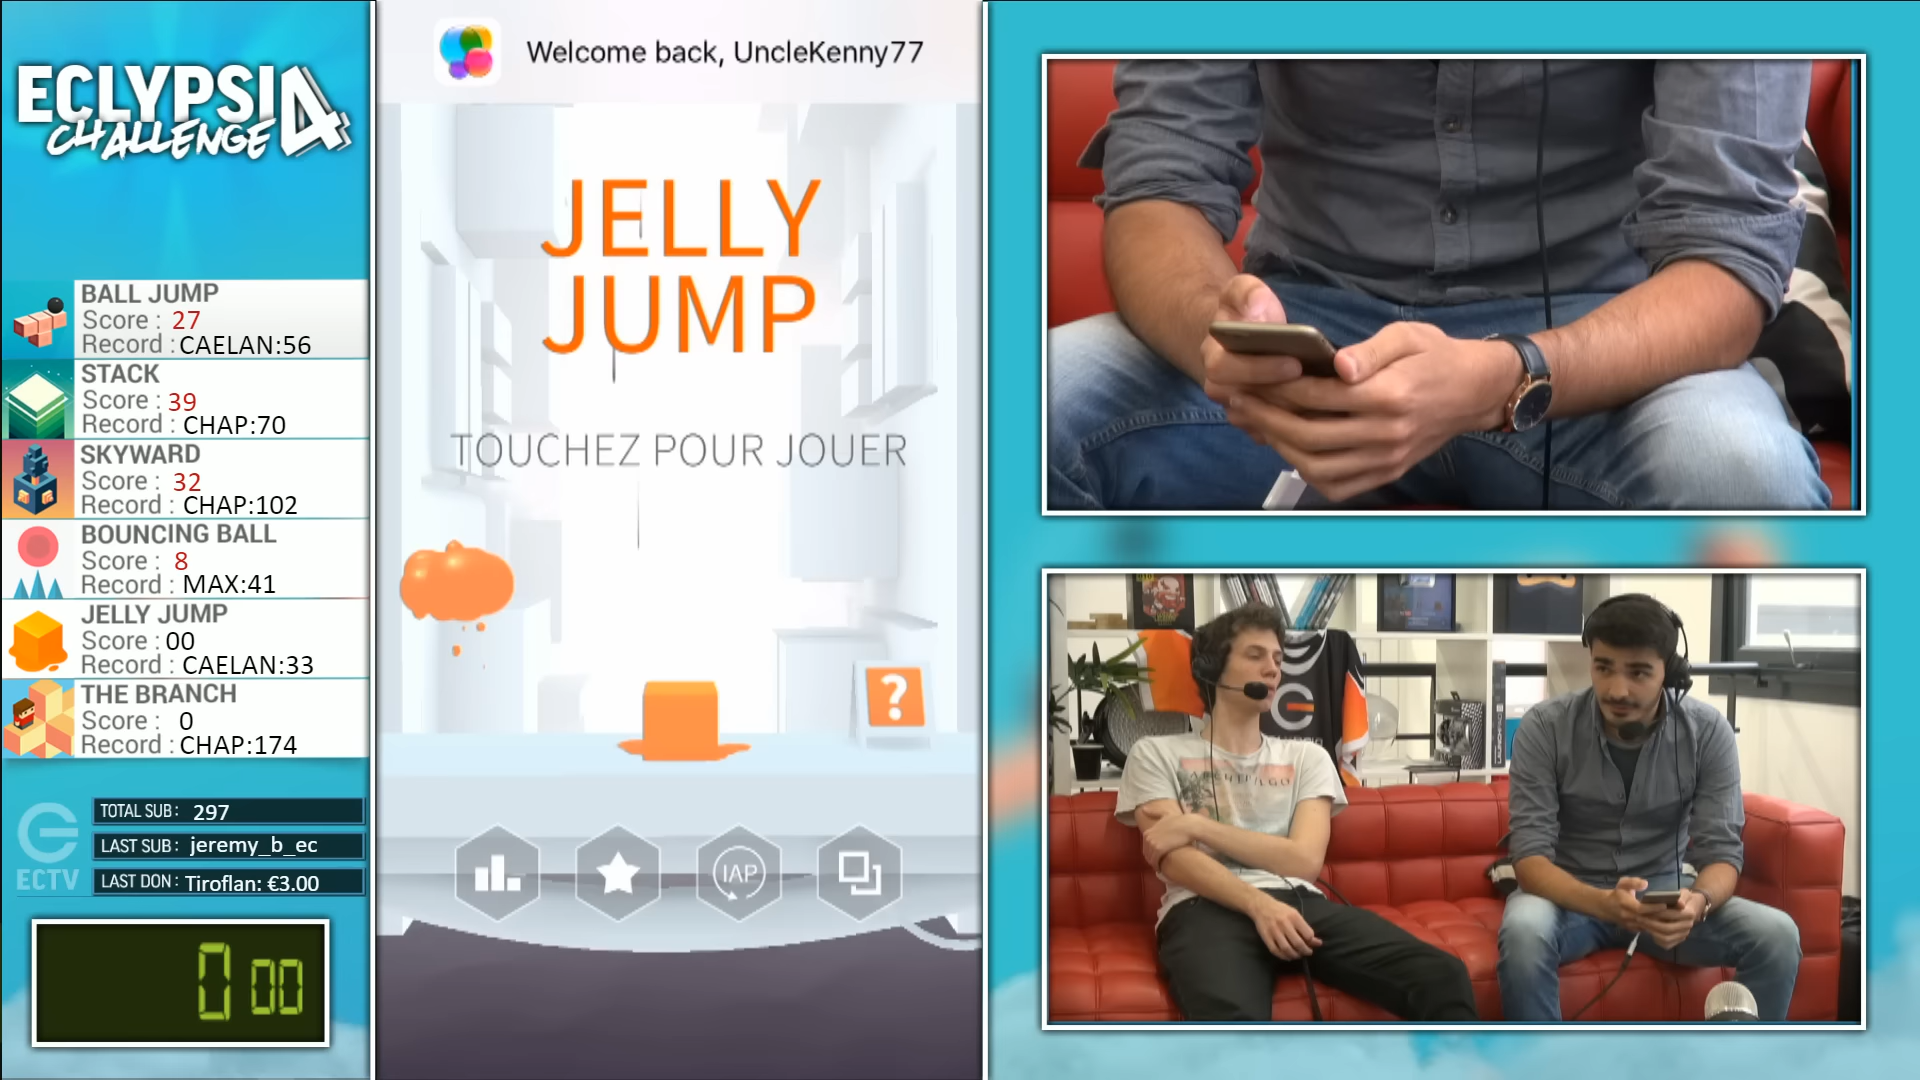 ECLYPSIA
CHALLENGE 4
BALL JUMP
Score : 27
Record : CAELAN:56
STACK
Score : 39
Record : CHAP:70
SKYWARD
Score : 32
Record : CHAP:102
BOUNCING BALL
Score : 8
Record : MAX:41
JELLY JUMP
Score : 00
Record : CAELAN:33
THE BRANCH
Score : 0
Record : CHAP:174
ECTV
TOTAL SUB : 297
LAST SUB : jeremy_b_ec
LAST DON : Tiroflan: €3.00
0 00
Welcome back, UncleKenny77
JELLY
JUMP
TOUCHEZ POUR JOUER
?
IAP
ARCHIPELAGO